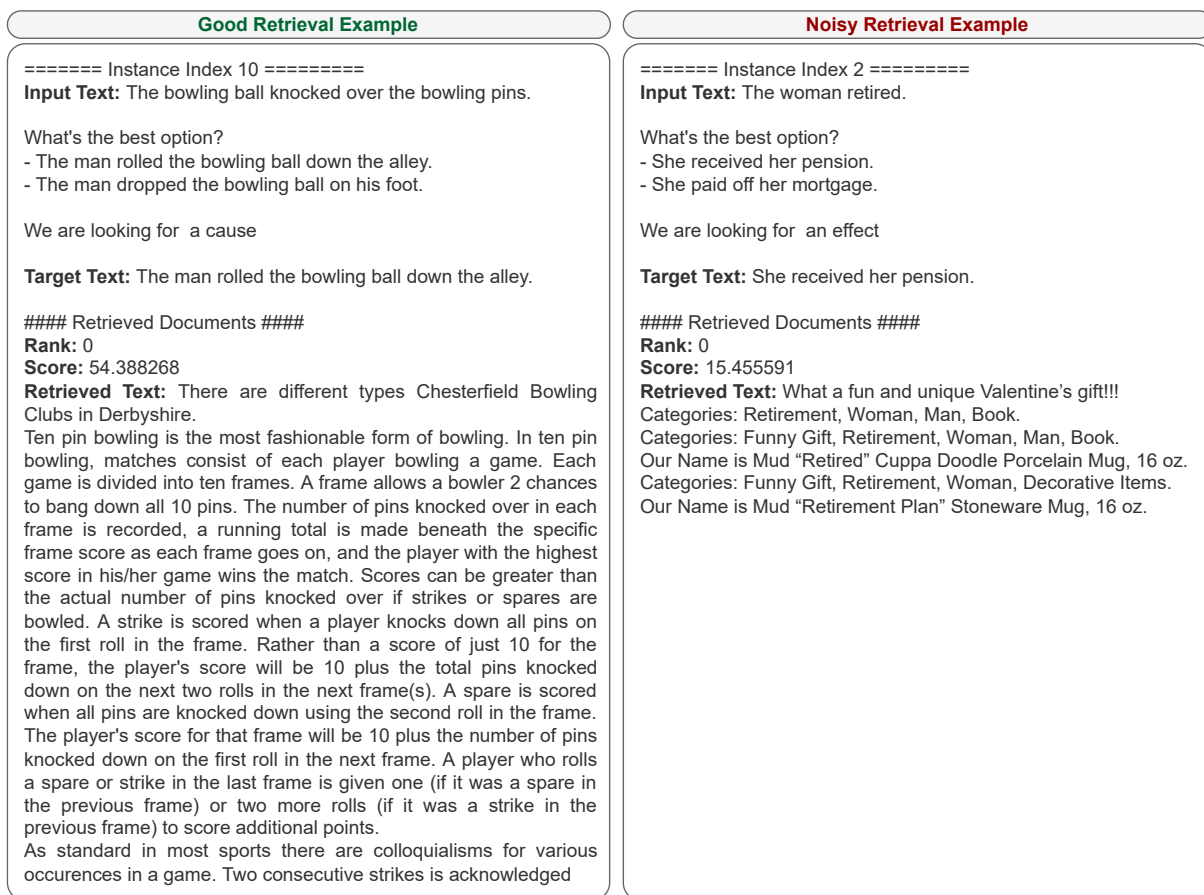 Good Retrieval Example
======= Instance Index 10 =========
Input Text: The bowling ball knocked over the bowling pins.
What's the best option?
- The man rolled the bowling ball down the alley.
- The man dropped the bowling ball on his foot.
We are looking for  a cause
Target Text: The man rolled the bowling ball down the alley.
#### Retrieved Documents ####
Rank: 0
Score: 54.388268
Retrieved Text: There are different types Chesterfield Bowling
Clubs in Derbyshire.
Ten pin bowling is the most fashionable form of bowling. In ten pin
bowling, matches consist of each player bowling a game. Each
game is divided into ten frames. A frame allows a bowler 2 chances
to bang down all 10 pins. The number of pins knocked over in each
frame is recorded, a running total is made beneath the specific
frame score as each frame goes on, and the player with the highest
score in his/her game wins the match. Scores can be greater than
the actual number of pins knocked over if strikes or spares are
bowled. A strike is scored when a player knocks down all pins on
the first roll in the frame. Rather than a score of just 10 for the
frame, the player's score will be 10 plus the total pins knocked
down on the next two rolls in the next frame(s). A spare is scored
when all pins are knocked down using the second roll in the frame.
The player's score for that frame will be 10 plus the number of pins
knocked down on the first roll in the next frame. A player who rolls
a spare or strike in the last frame is given one (if it was a spare in
the previous frame) or two more rolls (if it was a strike in the
previous frame) to score additional points.
As standard in most sports there are colloquialisms for various
occurences in a game. Two consecutive strikes is acknowledged
Noisy Retrieval Example
======= Instance Index 2 =========
Input Text: The woman retired.
What's the best option?
- She received her pension.
- She paid off her mortgage.
We are looking for  an effect
Target Text: She received her pension.
#### Retrieved Documents ####
Rank: 0
Score: 15.455591
Retrieved Text: What a fun and unique Valentine’s gift!!!
Categories: Retirement, Woman, Man, Book.
Categories: Funny Gift, Retirement, Woman, Man, Book.
Our Name is Mud “Retired” Cuppa Doodle Porcelain Mug, 16 oz.
Categories: Funny Gift, Retirement, Woman, Decorative Items.
Our Name is Mud “Retirement Plan” Stoneware Mug, 16 oz.